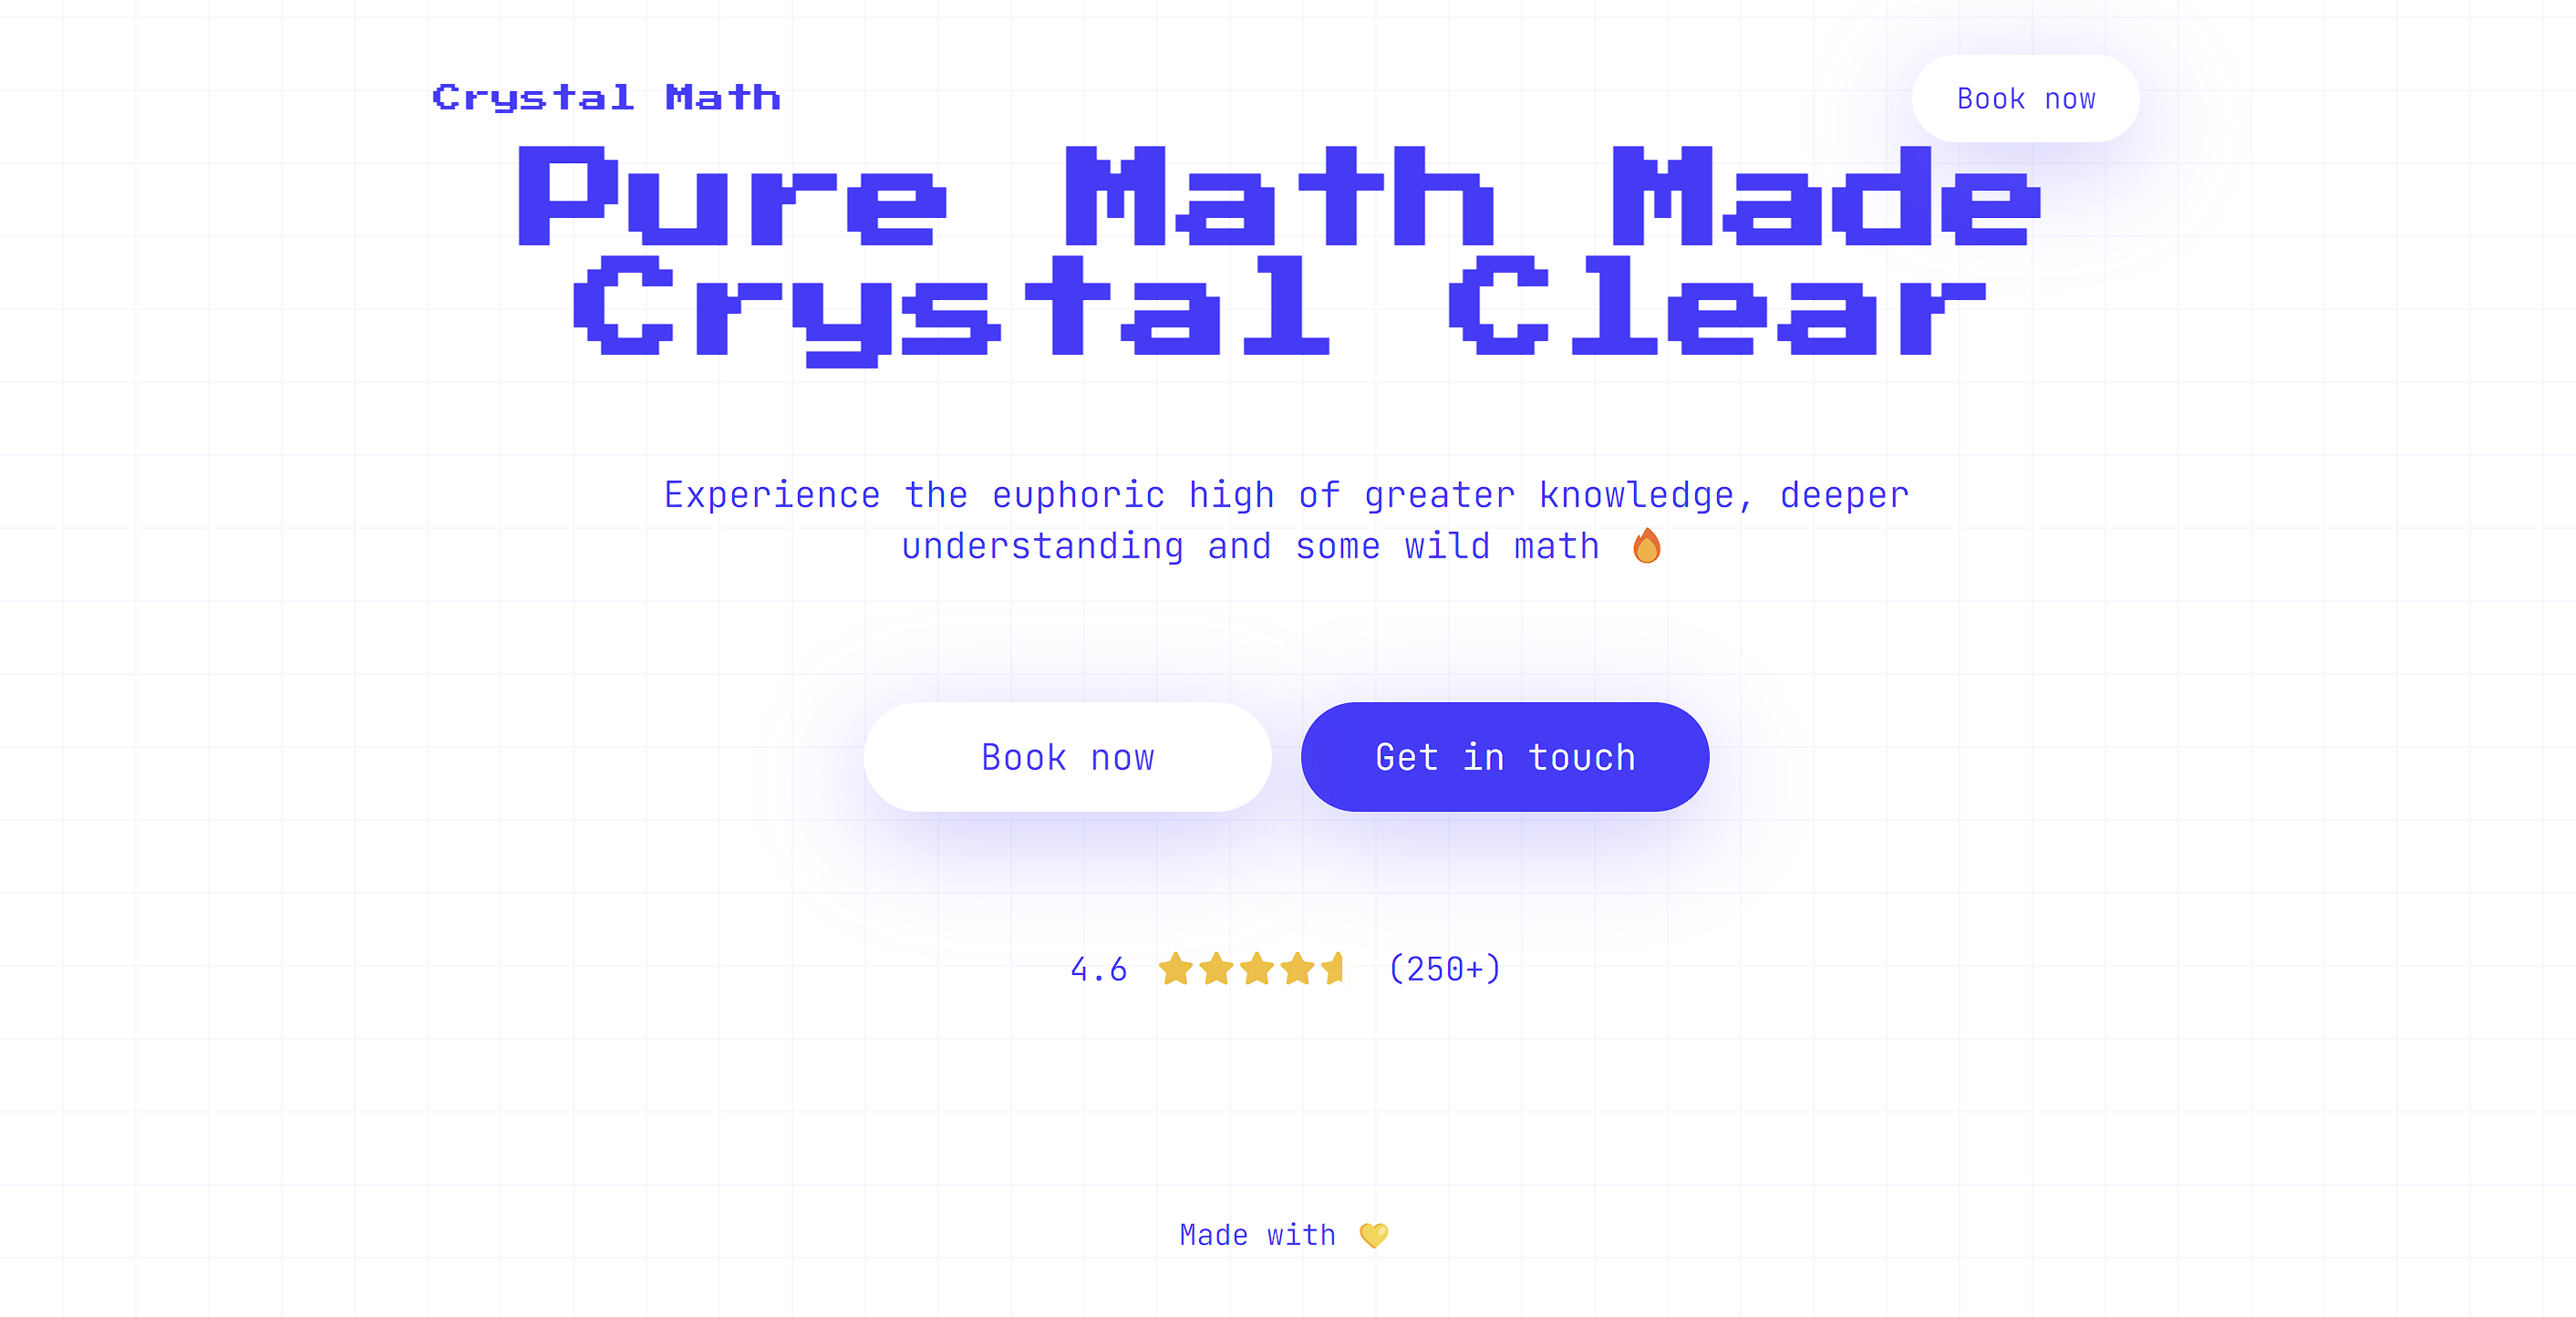 Crystal Math
Book now
Pure Math Made
Crystal Clear
Experience the euphoric high of greater knowledge, deeper
understanding and some wild math 🔥
Book now
Get in touch
4.6 (250+)
Made with 💛